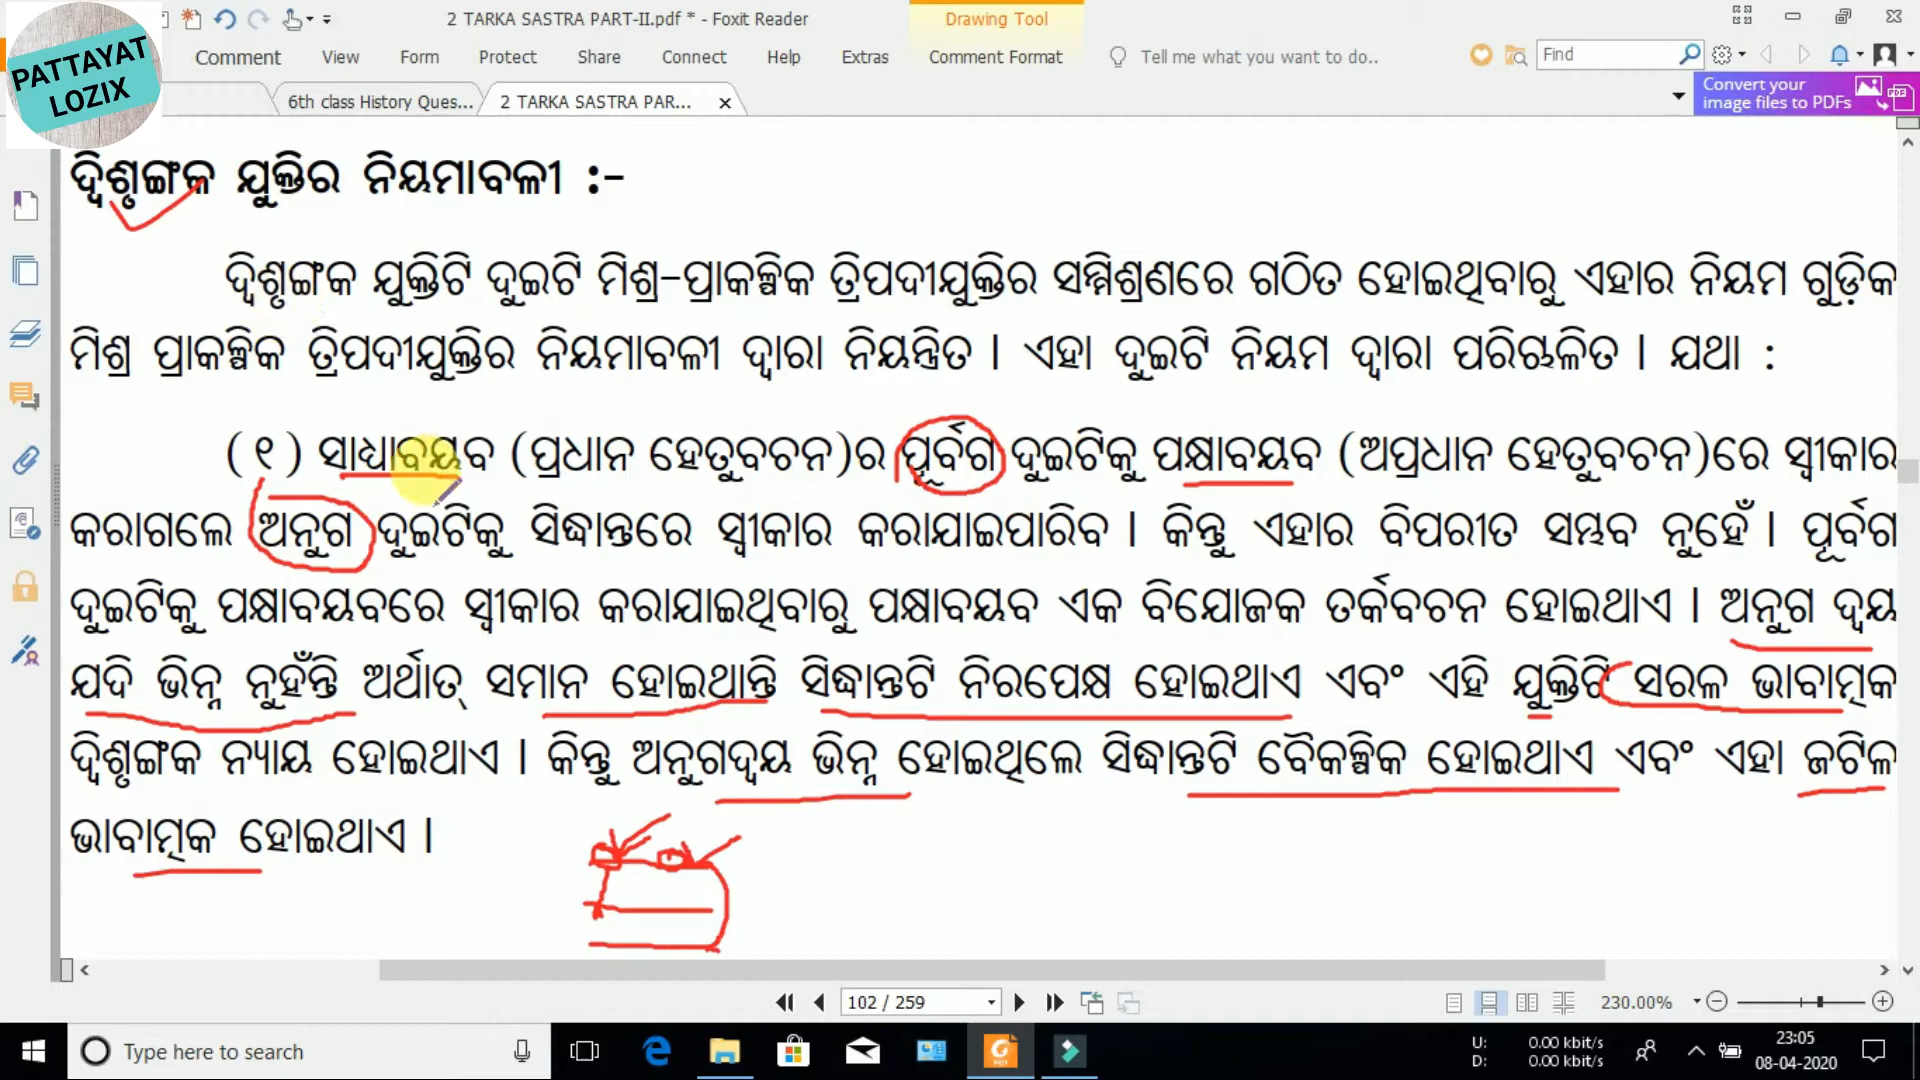 2 TARKA SASTRA PART-II.pdf * - Foxit Reader
Drawing Tool
PATTAYAT
LOZIX
Comment View Form Protect Share Connect Help Extras Comment Format Tell me what you want to do.. Find
6th class History Ques... 2 TARKA SASTRA PAR...
Convert your
image files to PDFs
ଦ୍ୱିଶୃଙ୍ଗକ ଯୁକ୍ତିର ନିୟମାବଳୀ :-
ଦ୍ୱିଶୃଙ୍ଗକ ଯୁକ୍ତିଟି ଦୁଇଟି ମିଶ୍ର-ପ୍ରାକଳ୍ପିକ ତ୍ରିପଦୀଯୁକ୍ତିର ସମ୍ମିଶ୍ରଣରେ ଗଠିତ ହୋଇଥିବାରୁ ଏହାର ନିୟମ ଗୁଡ଼ିକ
ମିଶ୍ର ପ୍ରାକଳ୍ପିକ ତ୍ରିପଦୀଯୁକ୍ତିର ନିୟମାବଳୀ ଦ୍ୱାରା ନିୟନ୍ତ୍ରିତ । ଏହା ଦୁଇଟି ନିୟମ ଦ୍ୱାରା ପରିଚାଳିତ । ଯଥା :
(୧) ସାଧ୍ୟାବୟବ (ପ୍ରଧାନ ହେତୁବଚନ)ର ପୂର୍ବଗ ଦୁଇଟିକୁ ପକ୍ଷାବୟବ (ଅପ୍ରଧାନ ହେତୁବଚନ)ରେ ସ୍ୱୀକାର
କରାଗଲେ ଅନୁଗ ଦୁଇଟିକୁ ସିଦ୍ଧାନ୍ତରେ ସ୍ୱୀକାର କରାଯାଇପାରିବ । କିନ୍ତୁ ଏହାର ବିପରୀତ ସମ୍ଭବ ନୁହେଁ । ପୂର୍ବଗ
ଦୁଇଟିକୁ ପକ୍ଷାବୟବରେ ସ୍ୱୀକାର କରାଯାଇଥିବାରୁ ପକ୍ଷାବୟବ ଏକ ବିଯୋଜକ ତର୍କବଚନ ହୋଇଥାଏ । ଅନୁଗ ଦ୍ୱୟ
ଯଦି ଭିନ୍ନ ନୁହଁନ୍ତି ଅର୍ଥାତ୍ ସମାନ ହୋଇଥାନ୍ତି ସିଦ୍ଧାନ୍ତଟି ନିରପେକ୍ଷ ହୋଇଥାଏ ଏବଂ ଏହି ଯୁକ୍ତିଟି ସରଳ ଭାବାତ୍ମକ
ଦ୍ୱିଶୃଙ୍ଗକ ନ୍ୟାୟ ହୋଇଥାଏ । କିନ୍ତୁ ଅନୁଗଦ୍ୱୟ ଭିନ୍ନ ହୋଇଥିଲେ ସିଦ୍ଧାନ୍ତଟି ବୈକଳ୍ପିକ ହୋଇଥାଏ ଏବଂ ଏହା ଜଟିଳ
ଭାବାତ୍ମକ ହୋଇଥାଏ ।
102 / 259
230.00%
Type here to search
U: 0.00 kbit/s
D: 0.00 kbit/s
23:05
08-04-2020